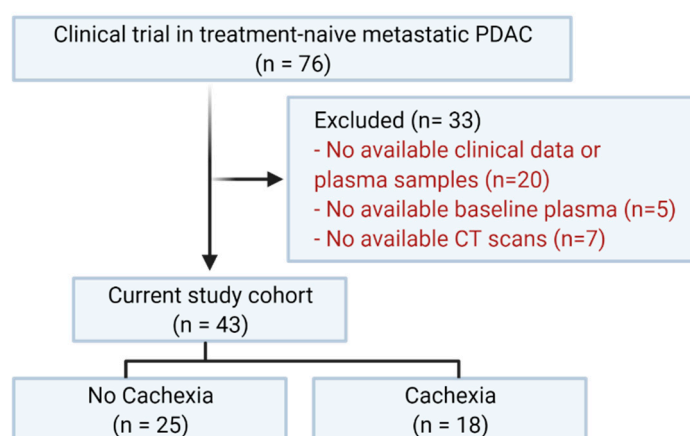 Clinical trial in treatment-naive metastatic PDAC
(n = 76)
Excluded (n= 33)
- No available clinical data or
plasma samples (n=20)
- No available baseline plasma (n=5)
- No available CT scans (n=7)
Current study cohort
(n = 43)
No Cachexia
(n = 25)
Cachexia
(n = 18)